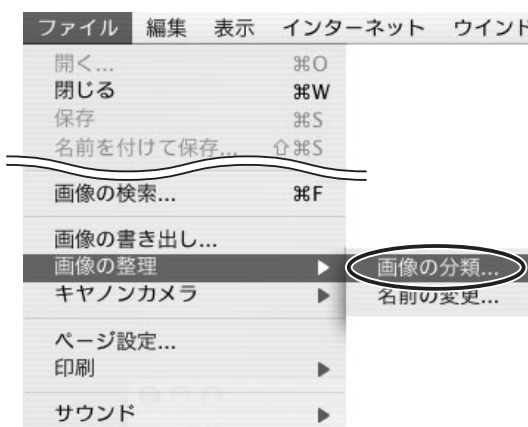 ファイル 編集 表示 インターネット ウインド
開く... ⌘O
閉じる ⌘W
保存 ⌘S
名前を付けて保存... ⇧⌘S
画像の検索... ⌘F
画像の書き出し...
画像の整理 ▶ 画像の分類...
キヤノンカメラ ▶ 名前の変更...
ページ設定...
印刷 ▶
サウンド ▶